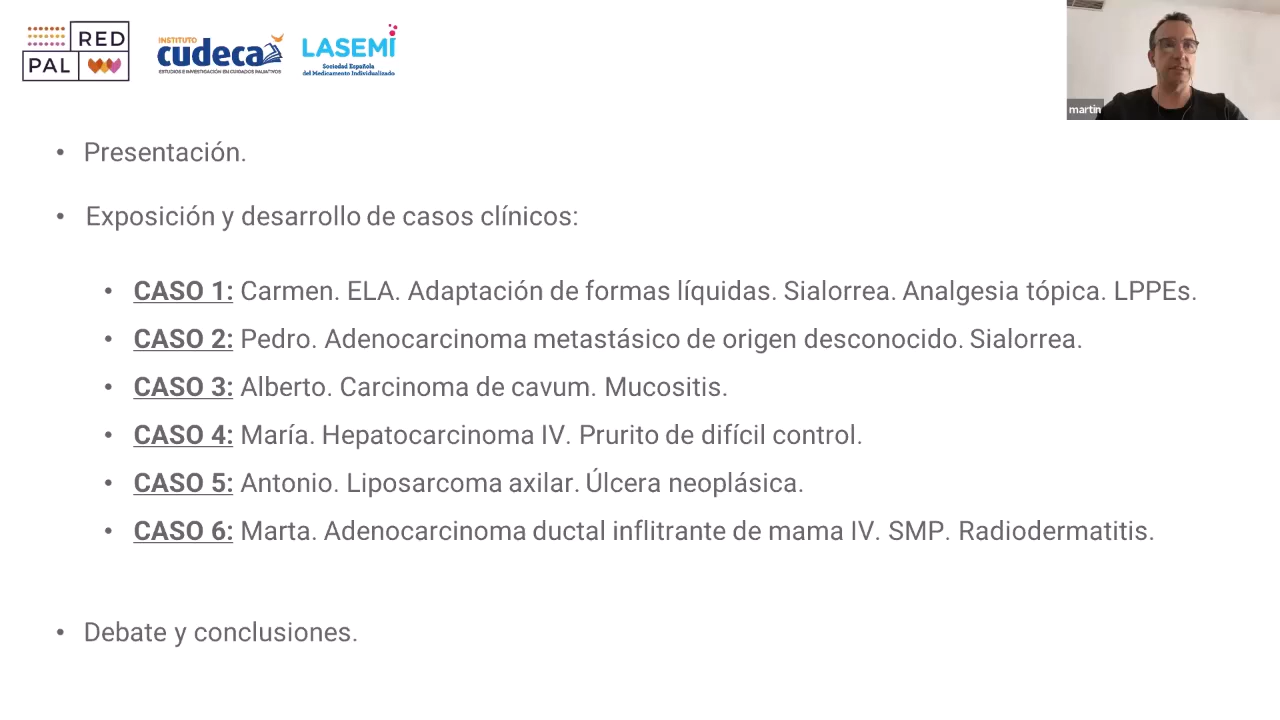 RED
PAL
INSTITUTO
cudeca
ESTUDIOS E INVESTIGACIÓN EN CUIDADOS PALIATIVOS
LASEMI
Sociedad Española
del Medicamento Individualizado
martin
• Presentación.
• Exposición y desarrollo de casos clínicos:
• CASO 1: Carmen. ELA. Adaptación de formas líquidas. Sialorrea. Analgesia tópica. LPPEs.
• CASO 2: Pedro. Adenocarcinoma metastásico de origen desconocido. Sialorrea.
• CASO 3: Alberto. Carcinoma de cavum. Mucositis.
• CASO 4: María. Hepatocarcinoma IV. Prurito de difícil control.
• CASO 5: Antonio. Liposarcoma axilar. Úlcera neoplásica.
• CASO 6: Marta. Adenocarcinoma ductal inflitrante de mama IV. SMP. Radiodermatitis.
• Debate y conclusiones.